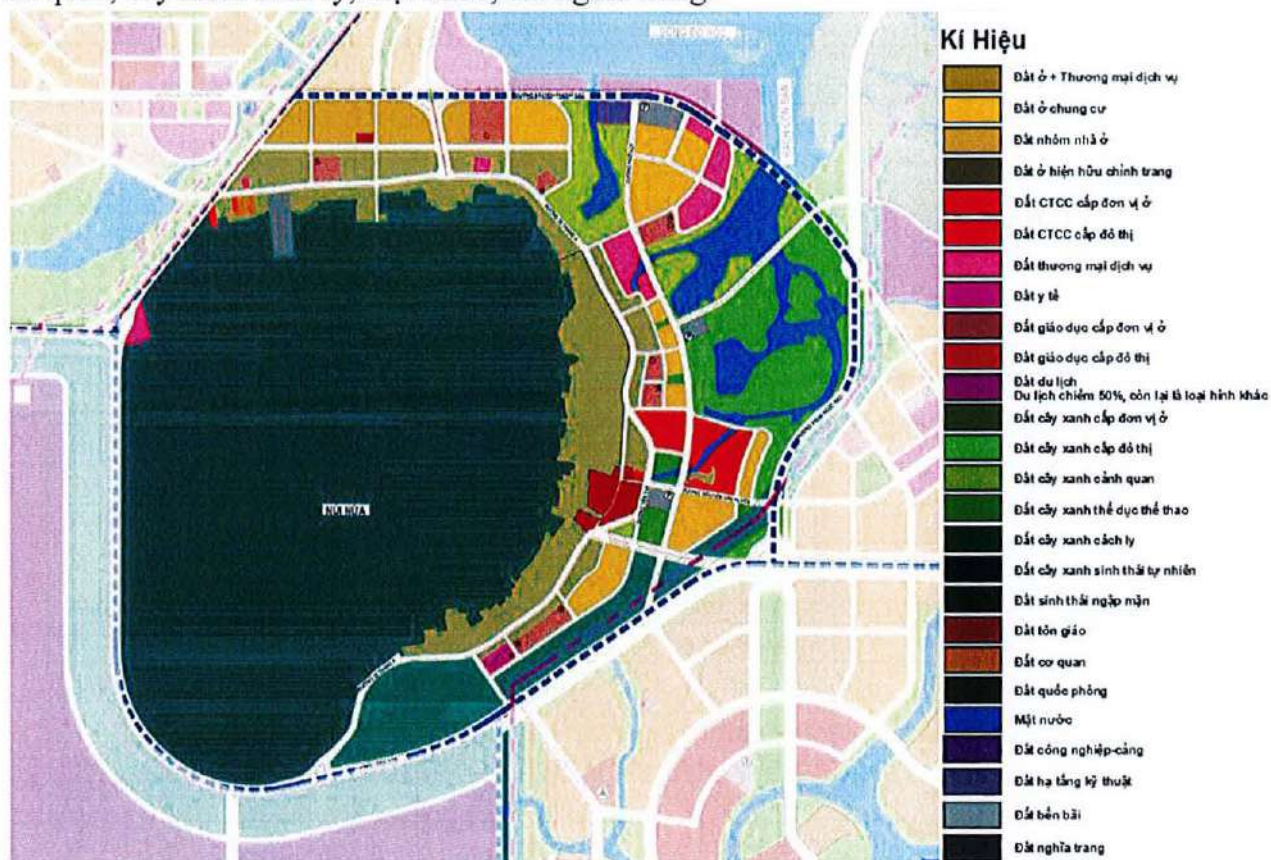 Kí Hiệu
Đất ở + Thương mại dịch vụ
Đất ở chung cư
Đất nhóm nhà ở
Đất ở hiện hữu chỉnh trang
Đất CTCC cấp đơn vị ở
Đất CTCC cấp đô thị
Đất thương mại dịch vụ
Đất y tế
Đất giáo dục cấp đơn vị ở
Đất giáo dục cấp đô thị
Đất du lịch
Du lịch chiếm 50%, còn lại là loại hình khác
Đất cây xanh cấp đơn vị ở
Đất cây xanh cấp đô thị
Đất cây xanh cảnh quan
Đất cây xanh thể dục thể thao
Đất cây xanh cách ly
Đất cây xanh sinh thái tự nhiên
Đất sinh thái ngập mặn
Đất tôn giáo
Đất cơ quan
Đất quốc phòng
Mặt nước
Đất công nghiệp-cảng
Đất hạ tầng kỹ thuật
Đất bến bãi
Đất nghĩa trang
NÚI NỨA